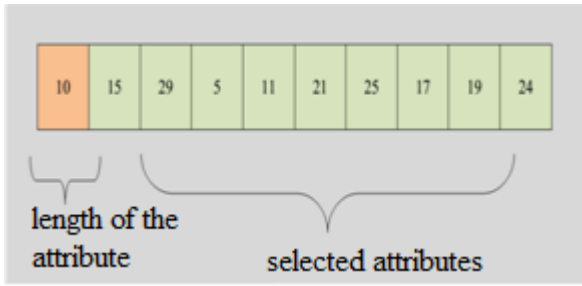 10 15 29 5 11 21 25 17 19 24
length of the
attribute
selected attributes